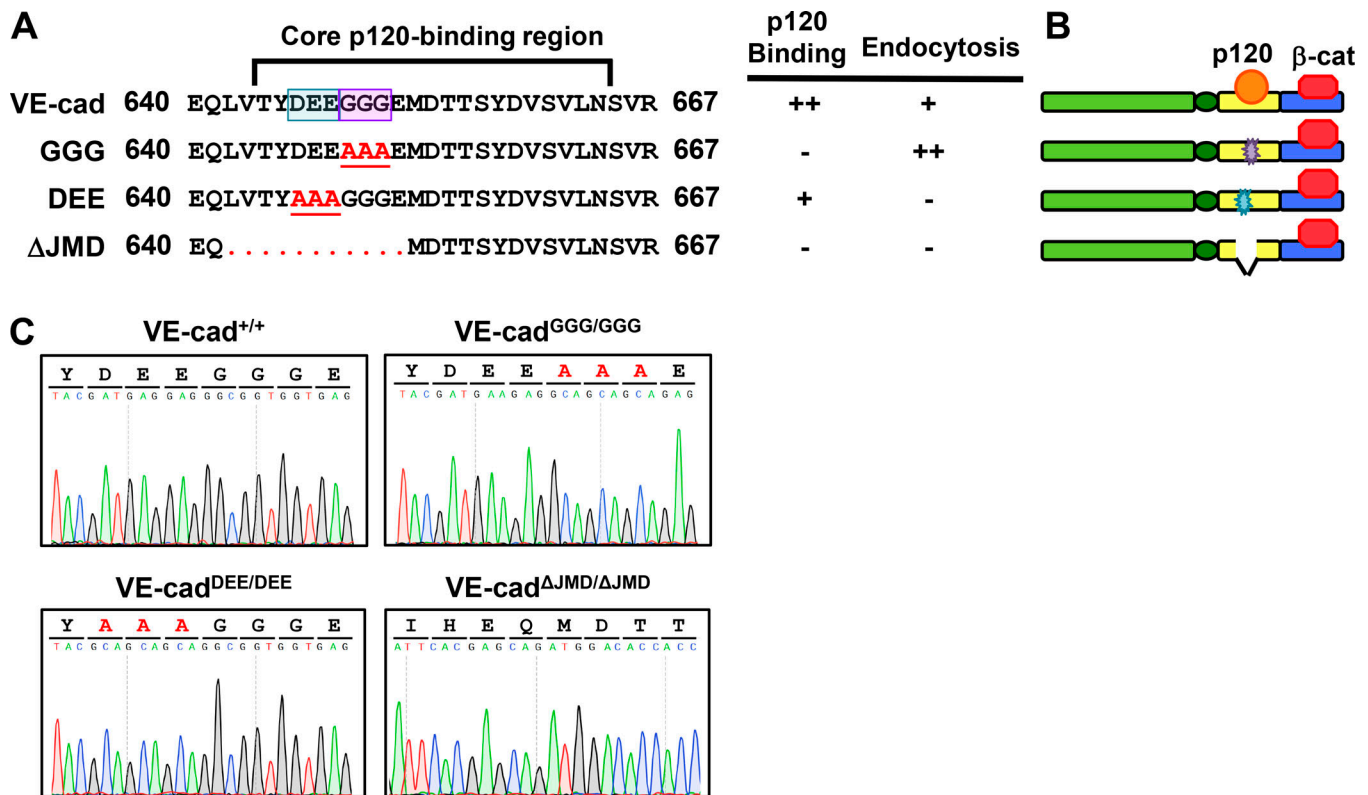 A
Core p120-binding region
p120 Binding
Endocytosis
VE-cad 640 EQLVTYDEEGGGEMDTTSYDVSVLNSVR 667 ++ +
GGG 640 EQLVTYDEEAAAEMDTTSYDVSVLNSVR 667 - ++
DEE 640 EQLVTYAAAGGGEMDTTSYDVSVLNSVR 667 + -
ΔJMD 640 EQ...........MDTTSYDVSVLNSVR 667 - -
B
p120
β-cat
C
VE-cad+/+
Y D E E G G G E
TACGATGAGGAGGGCGGTGGTGAG
VE-cadGGG/GGG
Y D E E A A A E
TACGATGAAGAGGCAGCAGCAGAG
VE-cadDEE/DEE
Y A A A G G G E
TACGCAGCAGCAGGCGGTGGTGAG
VE-cadΔJMD/ΔJMD
I H E Q M D T T
ATTCACGAGCAGATGGACACCACC